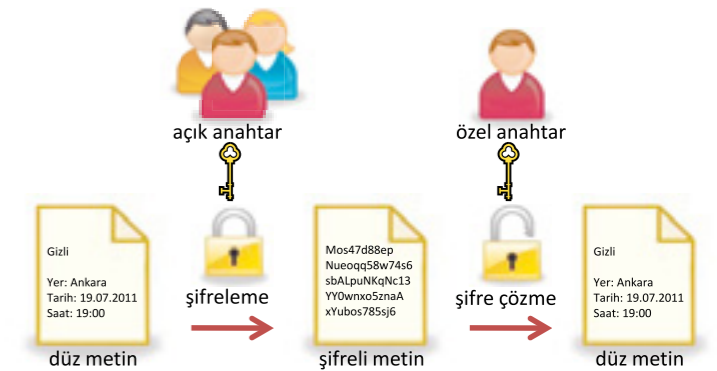 açık anahtar
özel anahtar
Gizli
Yer: Ankara
Tarih: 19.07.2011
Saat: 19:00
düz metin
şifreleme
Mos47d88ep
Nueoqq58w74s6
sbALpuNKqNc13
YY0wnxo5znaA
xYubos785sj6
şifreli metin
şifre çözme
Gizli
Yer: Ankara
Tarih: 19.07.2011
Saat: 19:00
düz metin